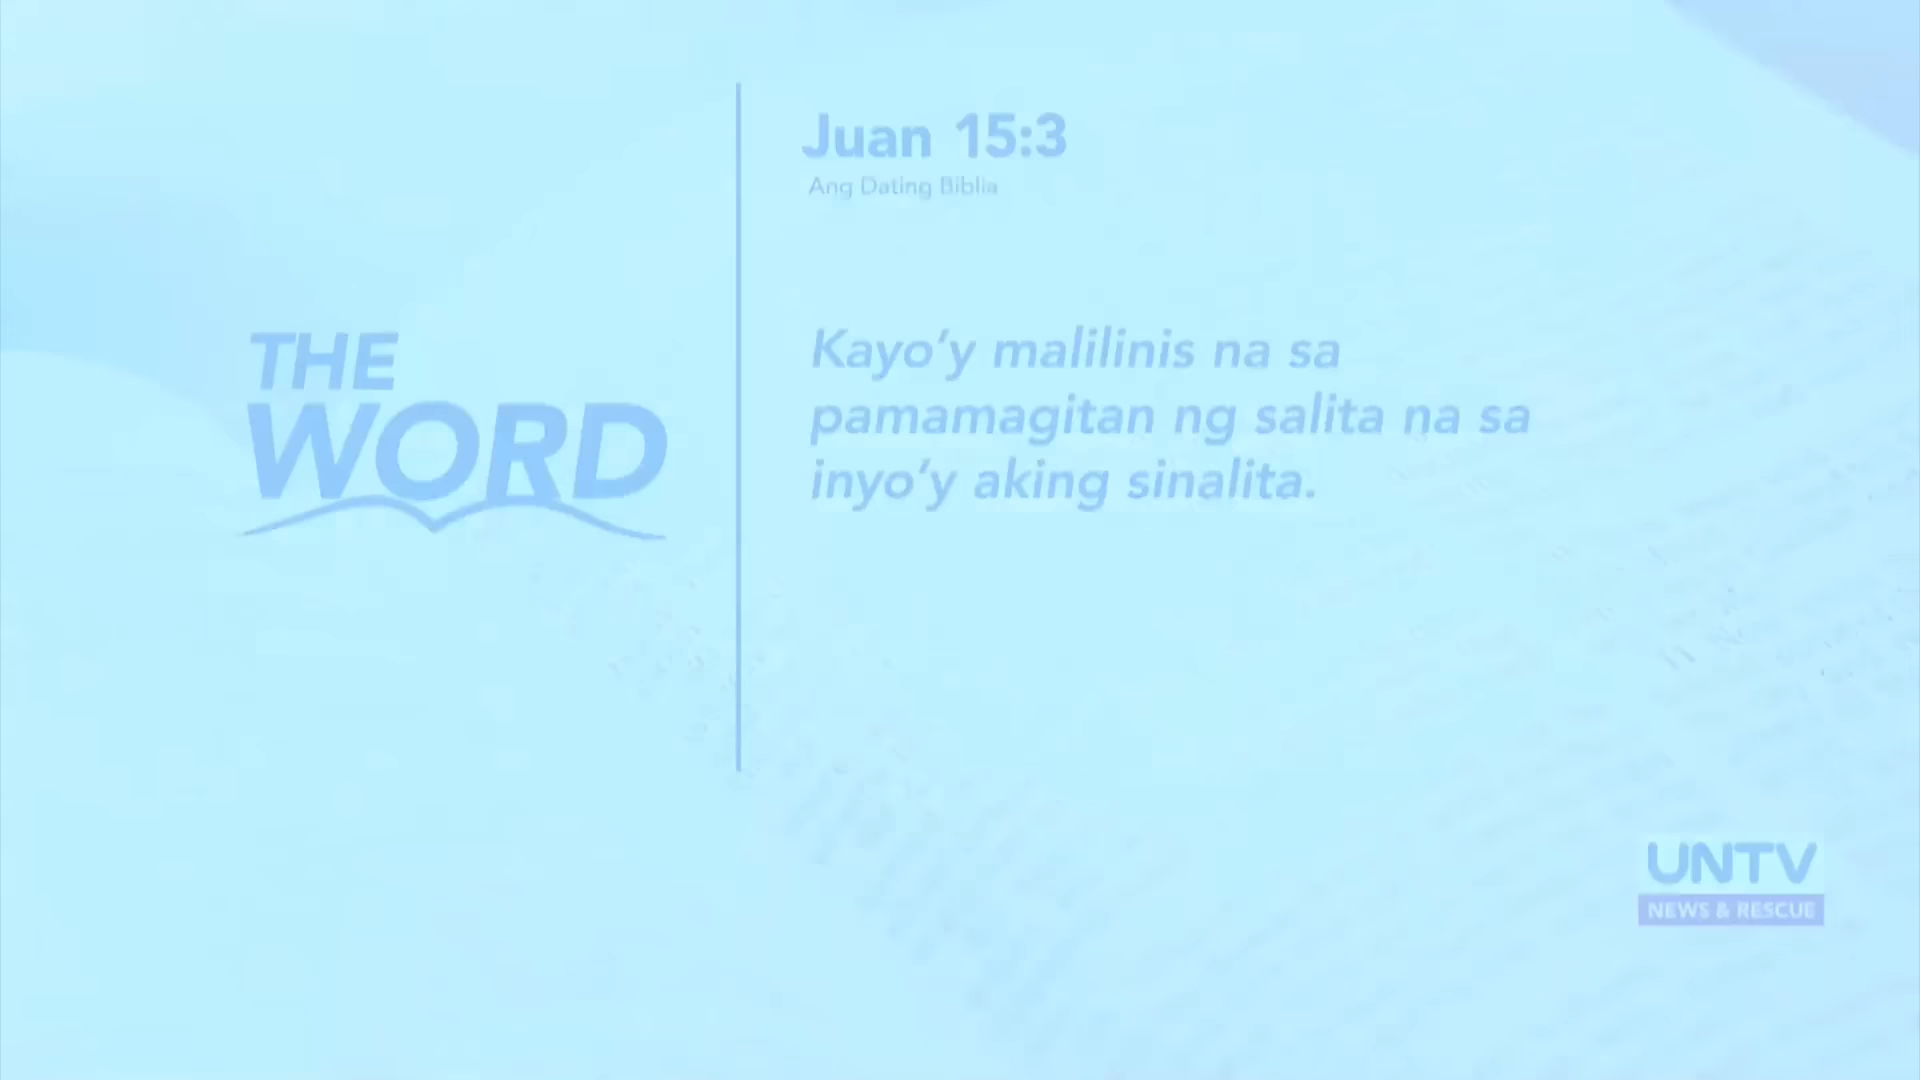 THE
WORD
Juan 15:3
Ang Dating Biblia
Kayo’y malilinis na sa
pamamagitan ng salita na sa
inyo’y aking sinalita.
UNTV
NEWS & RESCUE